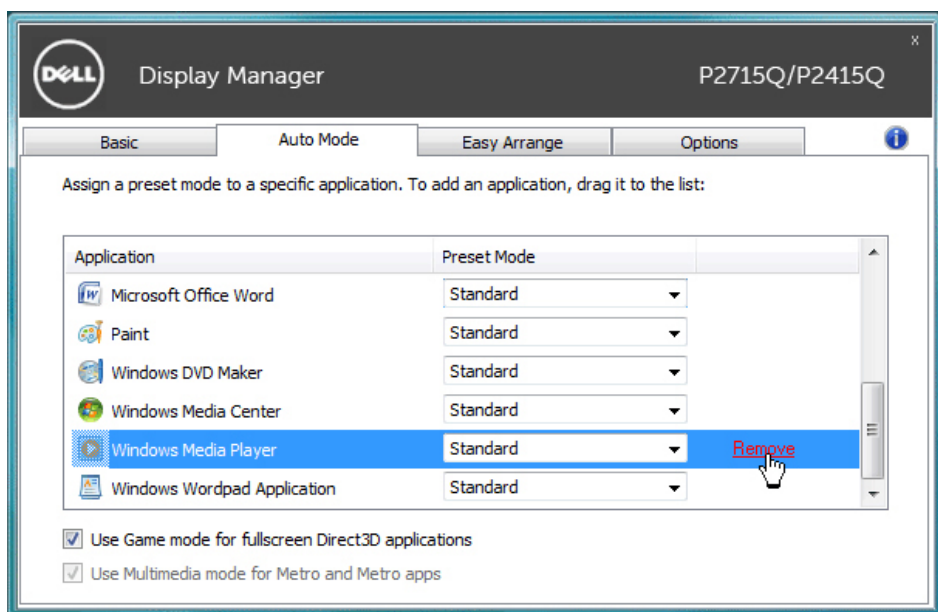 x
DELL Display Manager P2715Q/P2415Q
Basic Auto Mode Easy Arrange Options i
Assign a preset mode to a specific application. To add an application, drag it to the list:
Application Preset Mode
Microsoft Office Word Standard
Paint Standard
Windows DVD Maker Standard
Windows Media Center Standard
Windows Media Player Standard Remove
Windows Wordpad Application Standard
Use Game mode for fullscreen Direct3D applications
Use Multimedia mode for Metro and Metro apps